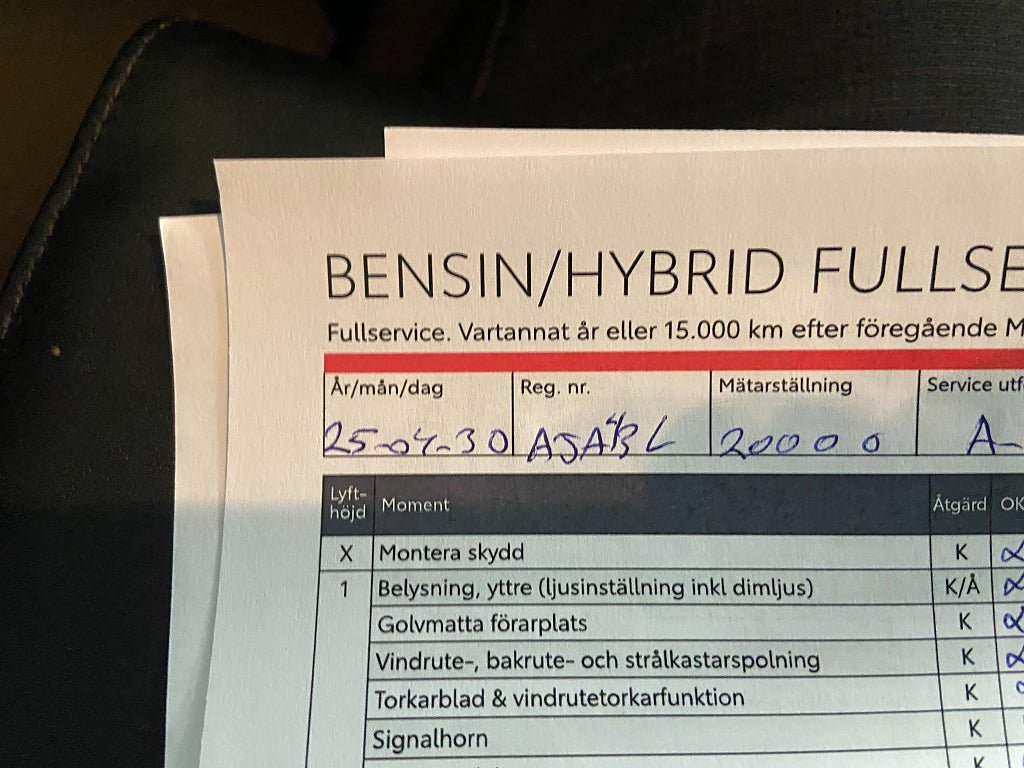 BENSIN/HYBRID FULLSE
Fullservice. Vartannat år eller 15.000 km efter föregående M
År/mån/dag Reg. nr. Mätarställning Service utf
25-04-30 20000 A-
Lyft-höjd Moment Åtgärd OK
X Montera skydd K
1 Belysning, yttre (ljusinställning inkl dimljus) K/Å
Golvmatta förarplats K
Vindrute-, bakrute- och strålkastarspolning K
Torkarblad & vindrutetorkarfunktion K
Signalhorn K
K